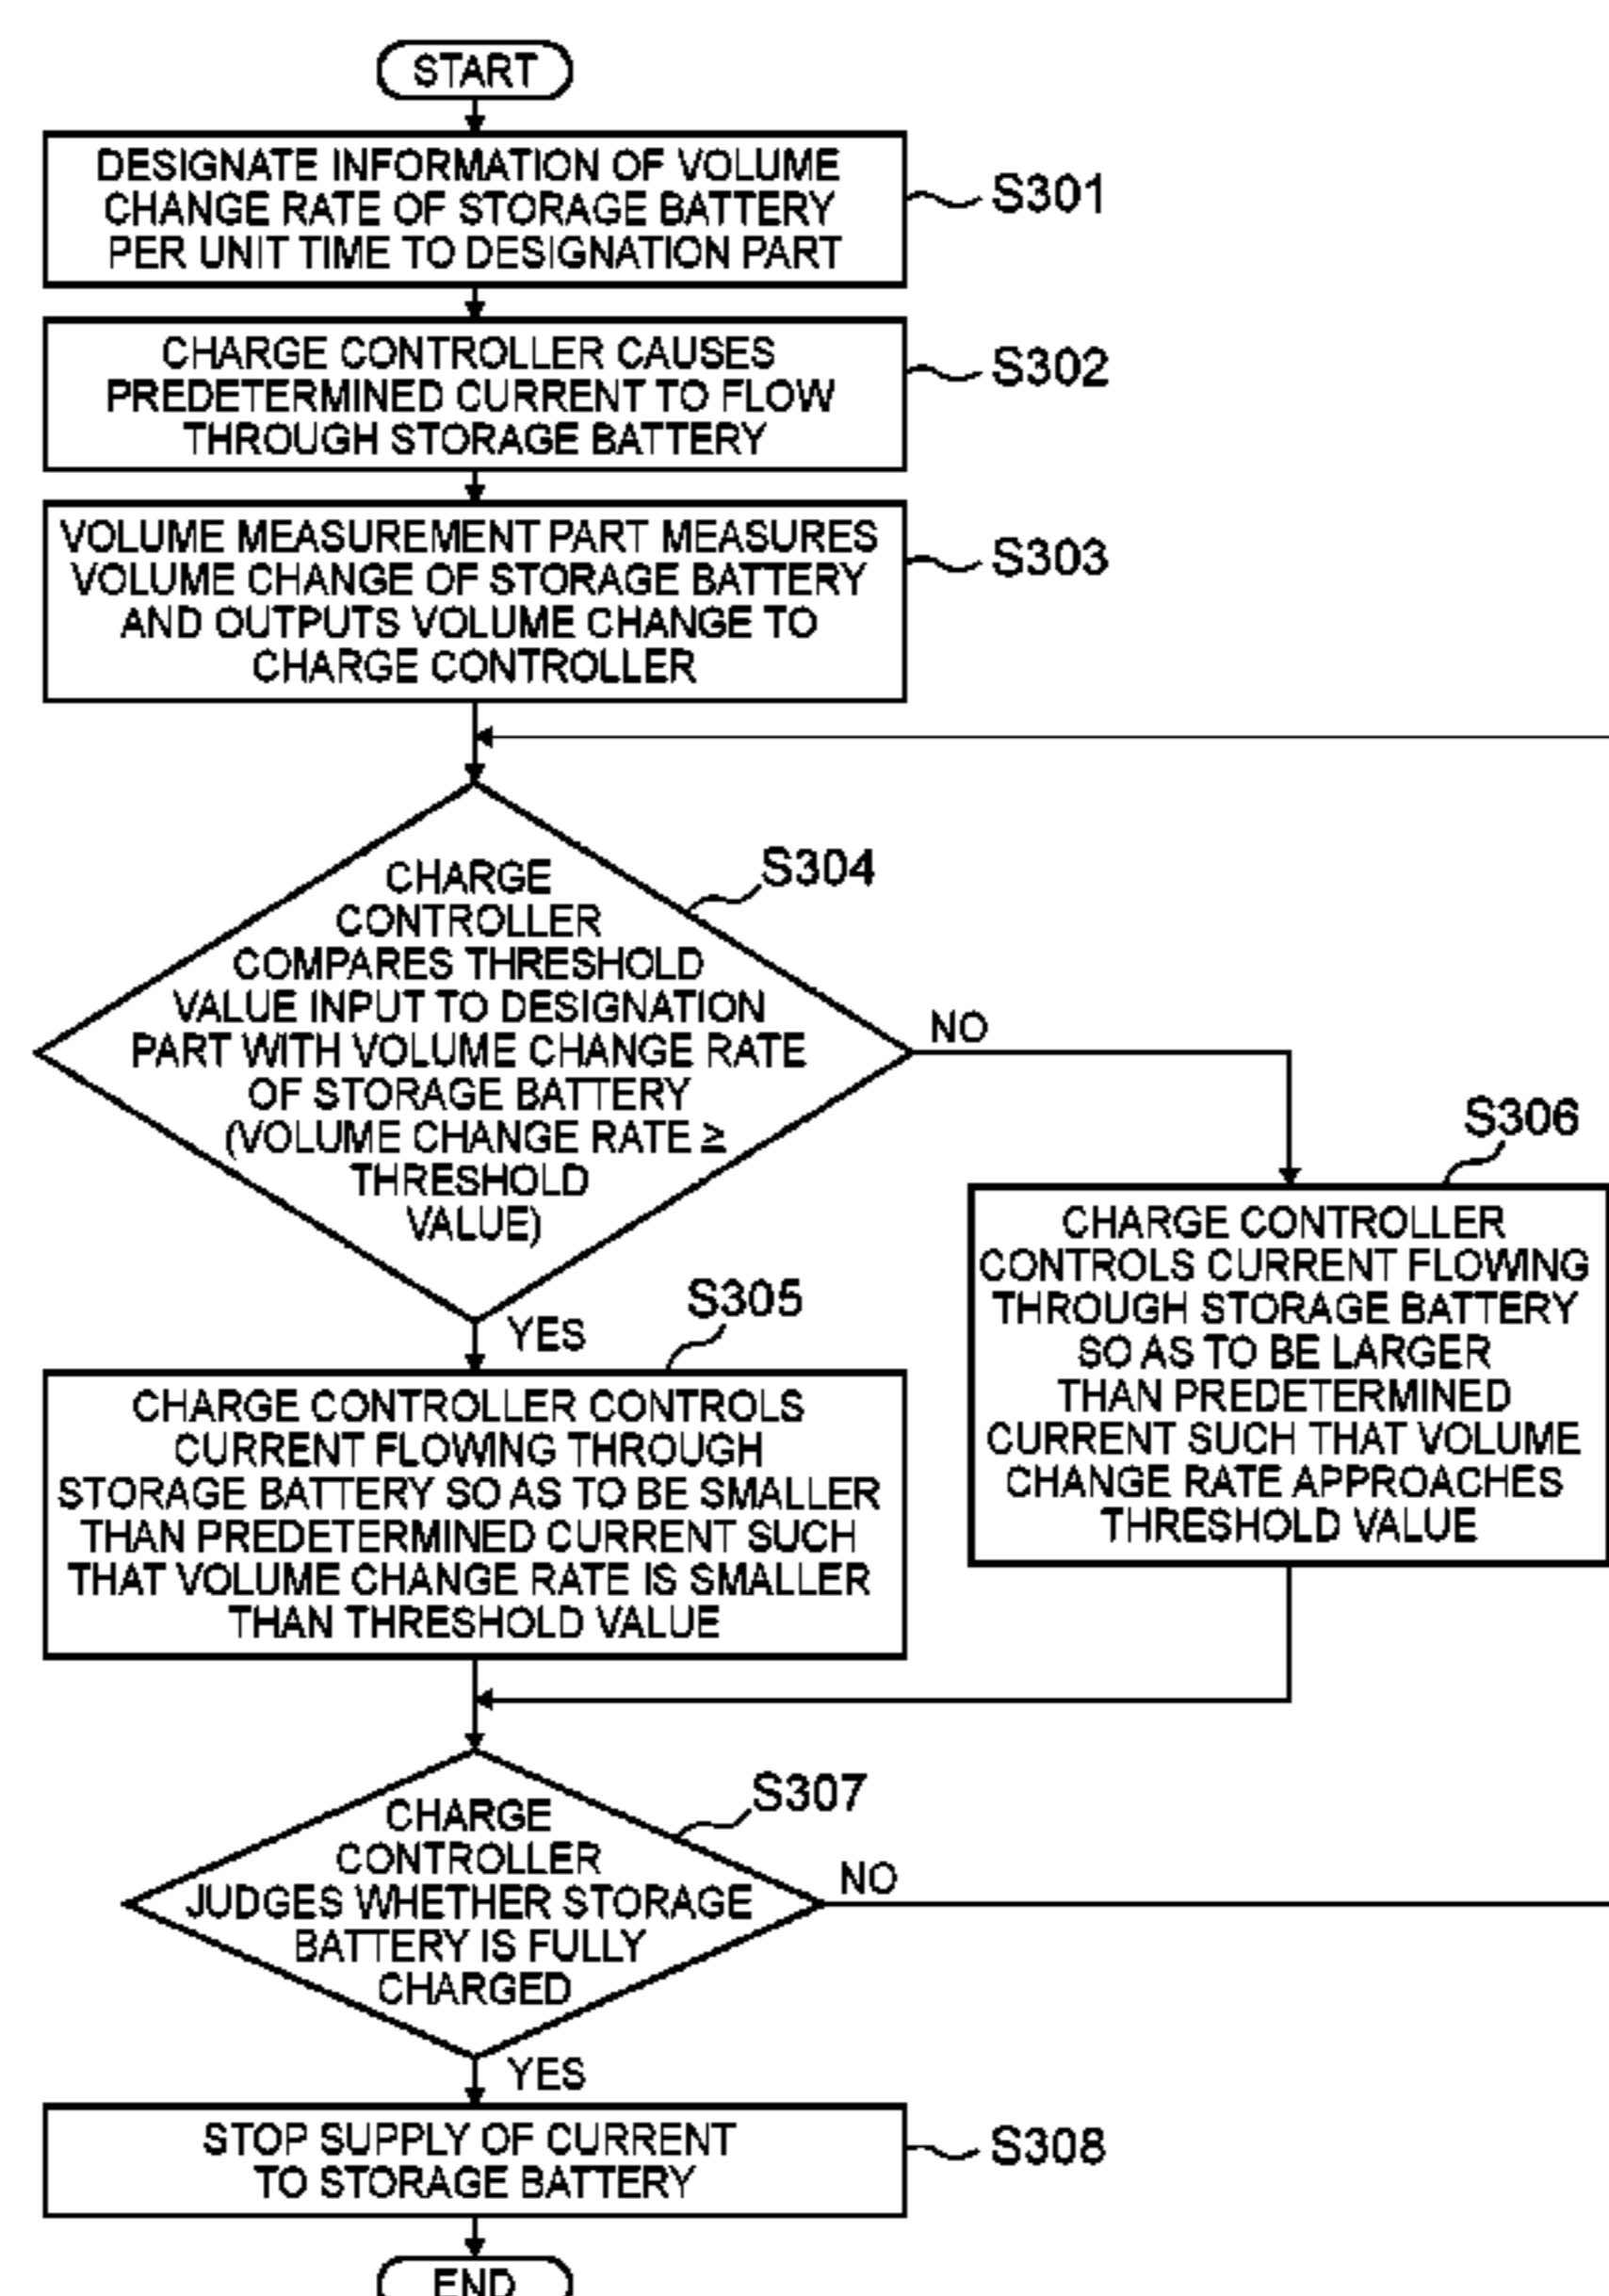 START
DESIGNATE INFORMATION OF VOLUME
CHANGE RATE OF STORAGE BATTERY
PER UNIT TIME TO DESIGNATION PART
S301
CHARGE CONTROLLER CAUSES
PREDETERMINED CURRENT TO FLOW
THROUGH STORAGE BATTERY
S302
VOLUME MEASUREMENT PART MEASURES
VOLUME CHANGE OF STORAGE BATTERY
AND OUTPUTS VOLUME CHANGE TO
CHARGE CONTROLLER
S303
CHARGE
CONTROLLER
COMPARES THRESHOLD
VALUE INPUT TO DESIGNATION
PART WITH VOLUME CHANGE RATE
OF STORAGE BATTERY
(VOLUME CHANGE RATE ≥
THRESHOLD
VALUE)
S304
NO
YES
S305
CHARGE CONTROLLER CONTROLS
CURRENT FLOWING THROUGH
STORAGE BATTERY SO AS TO BE SMALLER
THAN PREDETERMINED CURRENT SUCH
THAT VOLUME CHANGE RATE IS SMALLER
THAN THRESHOLD VALUE
S306
CHARGE CONTROLLER
CONTROLS CURRENT FLOWING
THROUGH STORAGE BATTERY
SO AS TO BE LARGER
THAN PREDETERMINED
CURRENT SUCH THAT VOLUME
CHANGE RATE APPROACHES
THRESHOLD VALUE
CHARGE
CONTROLLER
JUDGES WHETHER STORAGE
BATTERY IS FULLY
CHARGED
S307
NO
YES
STOP SUPPLY OF CURRENT
TO STORAGE BATTERY
S308
END